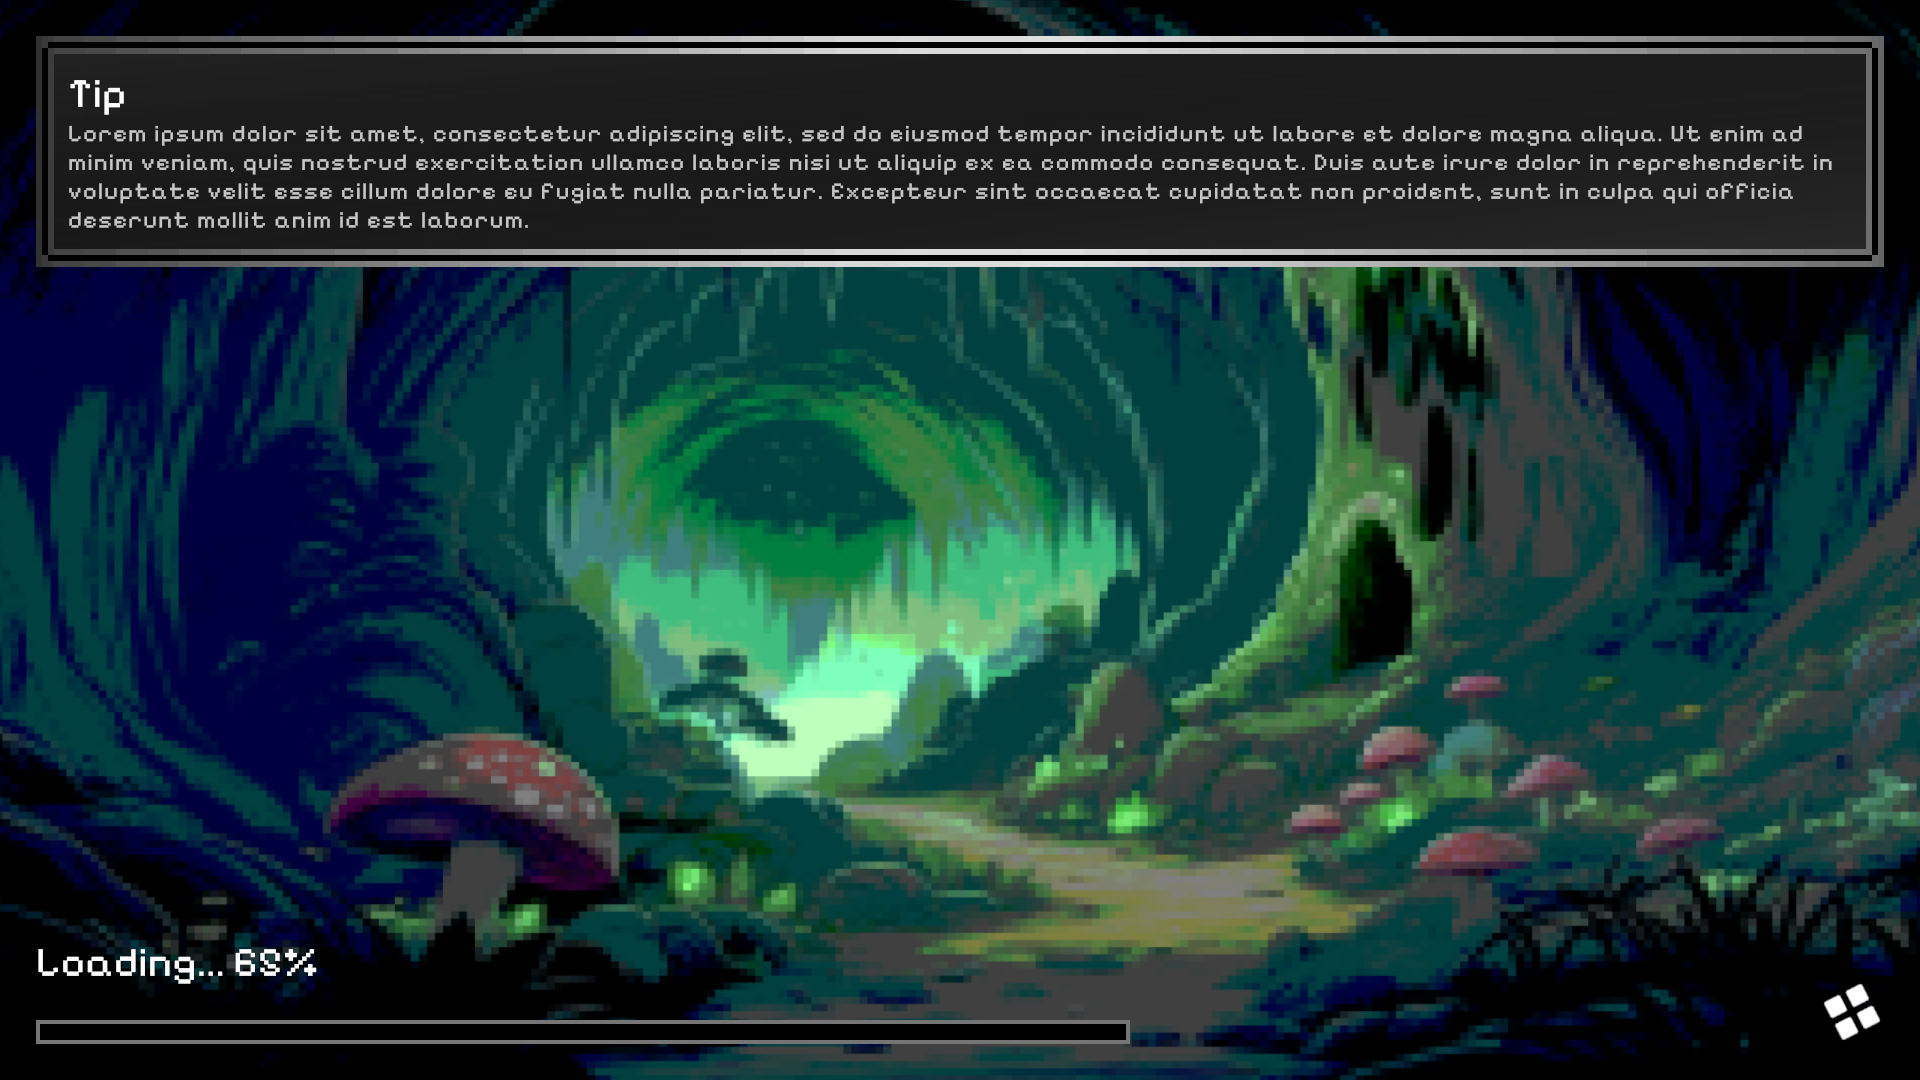 Tip
Lorem ipsum dolor sit amet, consectetur adipiscing elit, sed do eiusmod tempor incididunt ut labore et dolore magna aliqua. Ut enim ad
minim veniam, quis nostrud exercitation ullamco laboris nisi ut aliquip ex ea commodo consequat. Duis aute irure dolor in reprehenderit in
voluptate velit esse cillum dolore eu fugiat nulla pariatur. Excepteur sint occaecat cupidatat non proident, sunt in culpa qui officia
deserunt mollit anim id est laborum.
Loading... 68%